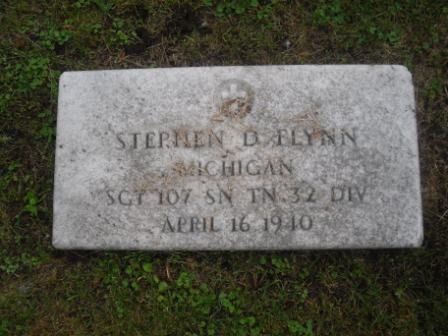 STEPHEN D FLYNN
MICHIGAN
SGT 107 SN TN 32 DIV
APRIL 16 1940